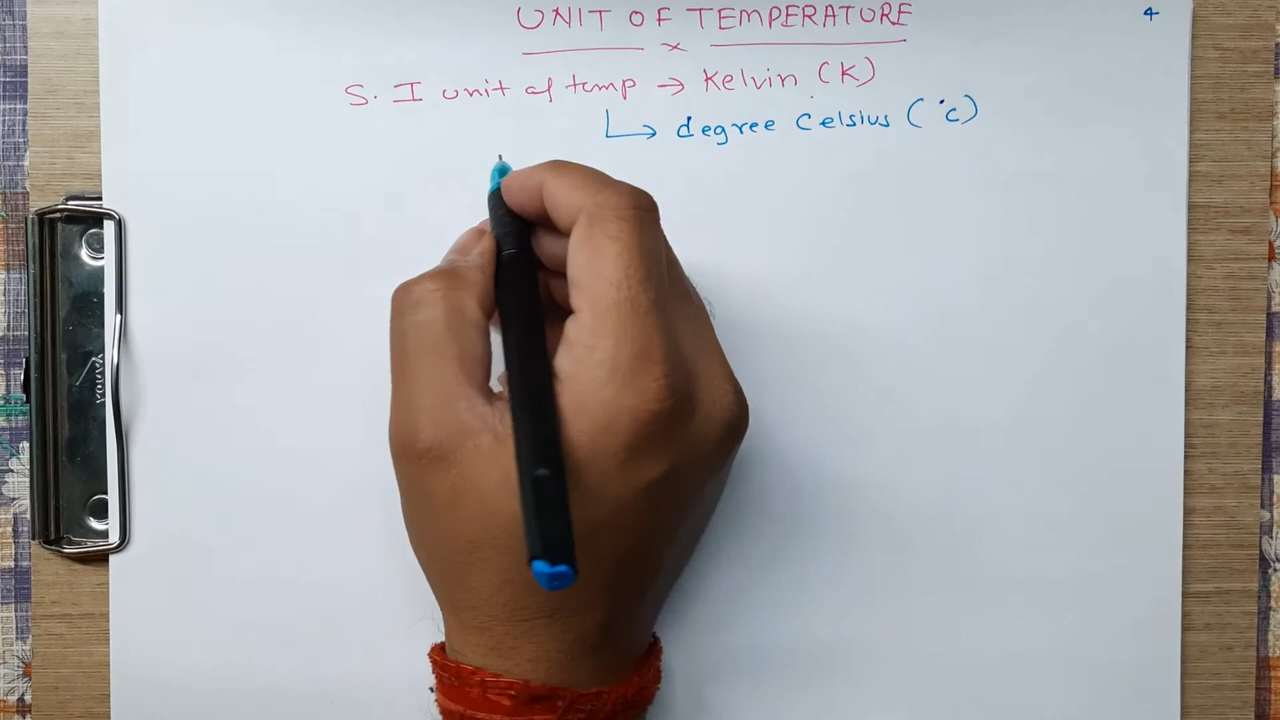 UNIT OF TEMPERATURE
4
S. I unit of temp → Kelvin (K)
↳ degree Celsius (°C)